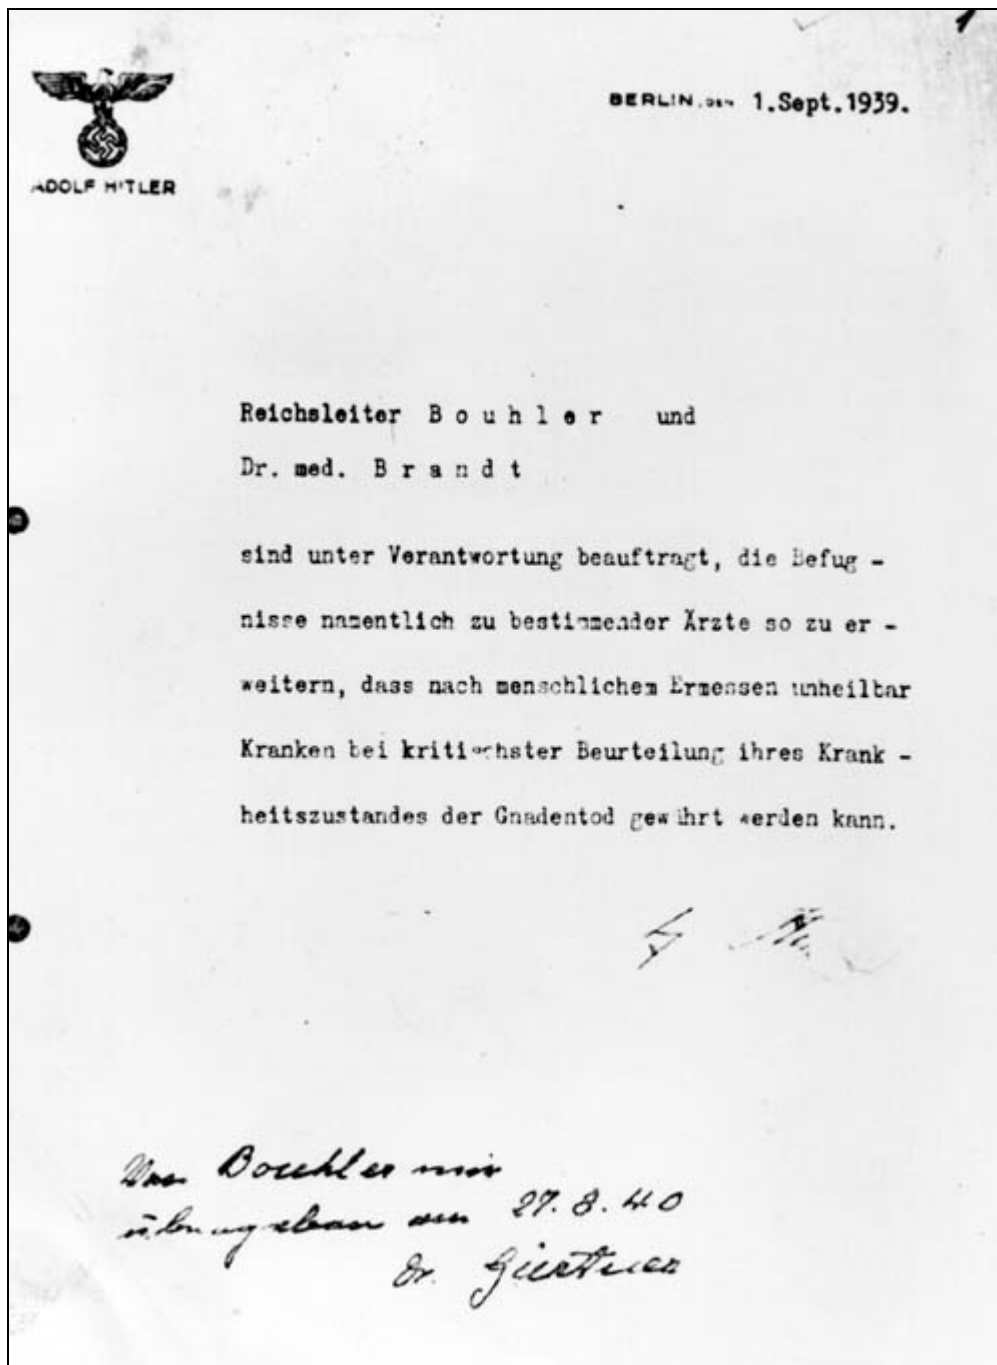 BERLIN, DEN 1.Sept.1939.
ADOLF HITLER
Reichsleiter Bouhler und
Dr. med. Brandt
sind unter Verantwortung beauftragt, die Befug -
nisse namentlich zu bestimmender Ärzte so zu er -
weitern, dass nach menschlichem Ermessen unheilbar
Kranken bei kritischster Beurteilung ihres Krank -
heitszustandes der Gnadentod gewährt werden kann.
Von Bouhler mir
übergeben am 27.8.40
Dr. Gürtner